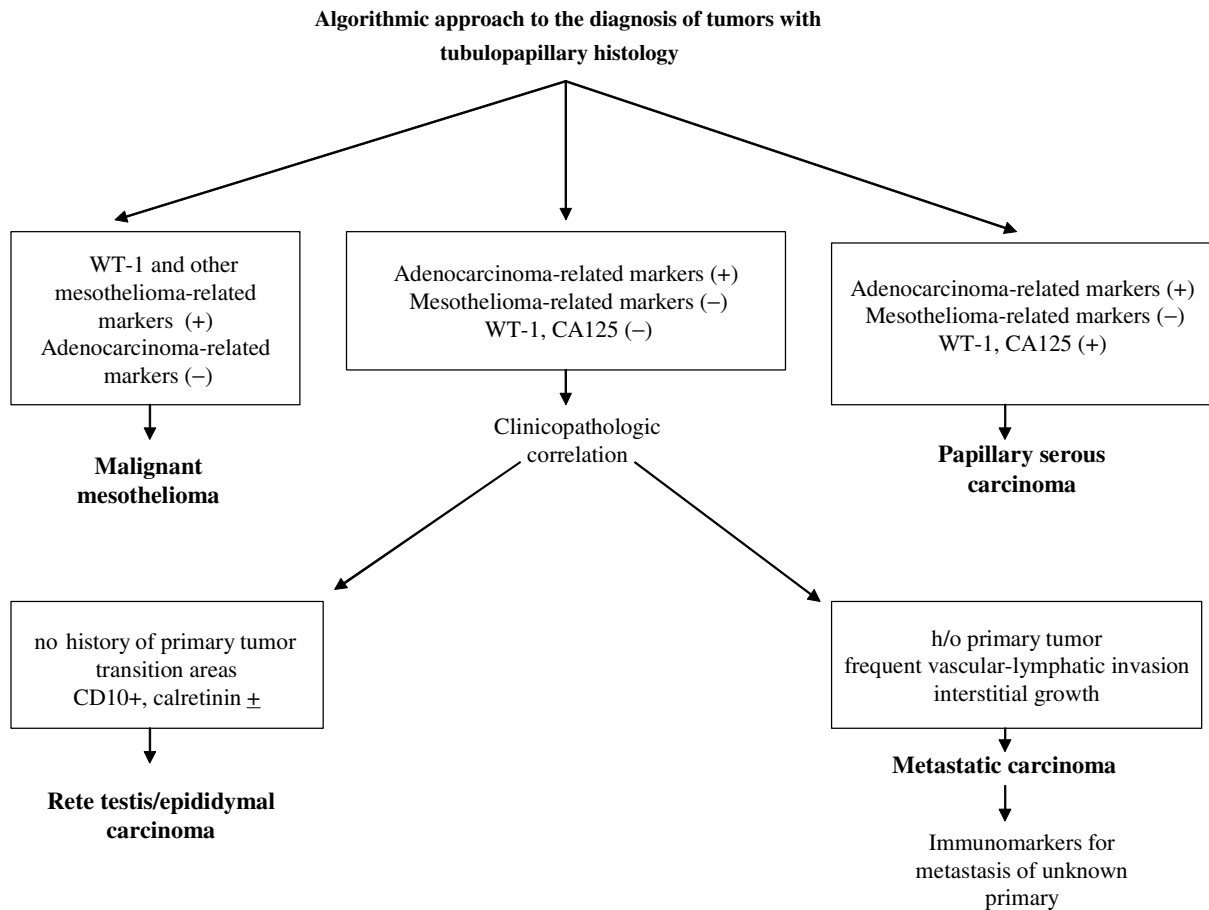 Algorithmic approach to the diagnosis of tumors with
tubulopapillary histology
WT-1 and other
mesothelioma-related
markers (+)
Adenocarcinoma-related
markers (−)
Malignant
mesothelioma
Adenocarcinoma-related markers (+)
Mesothelioma-related markers (−)
WT-1, CA125 (−)
Clinicopathologic
correlation
Adenocarcinoma-related markers (+)
Mesothelioma-related markers (−)
WT-1, CA125 (+)
Papillary serous
carcinoma
no history of primary tumor
transition areas
CD10+, calretinin ±
Rete testis/epididymal
carcinoma
h/o primary tumor
frequent vascular-lymphatic invasion
interstitial growth
Metastatic carcinoma
Immunomarkers for
metastasis of unknown
primary